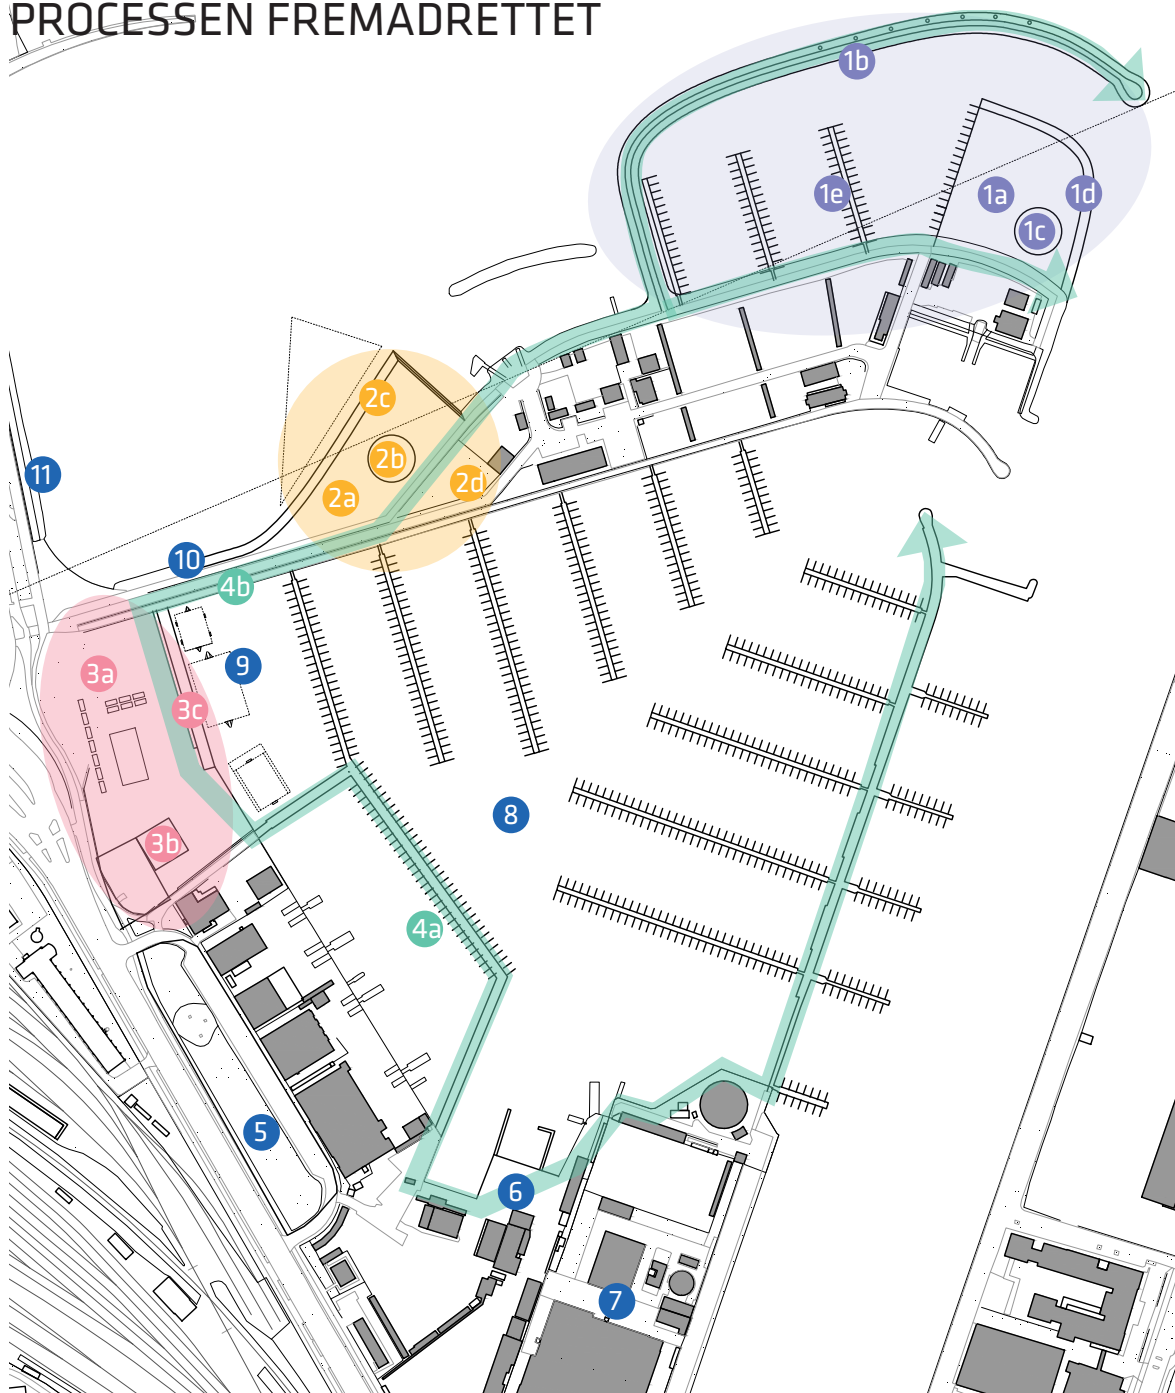 PROCESSEN FREMADRETTET
1b
1e
1a
1d
1c
2c
2b
2a
2d
11
10
4b
3a
9
3c
8
3b
4a
5
6
7